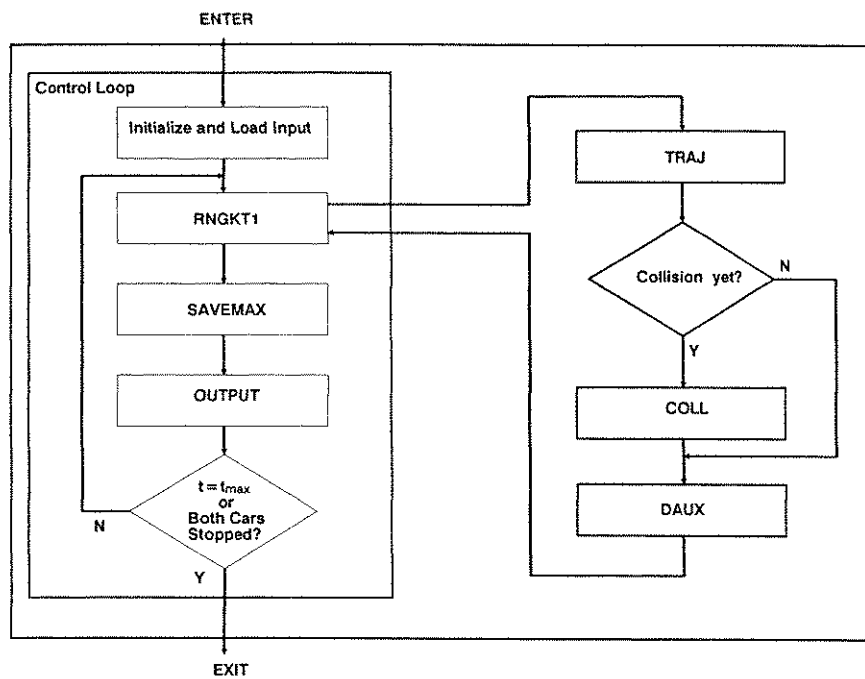 ENTER
Control Loop
Initialize and Load Input
RNGKT1
SAVEMAX
OUTPUT
t = tmax
or
Both Cars
Stopped?
N
Y
EXIT
TRAJ
Collision yet?
N
Y
COLL
DAUX